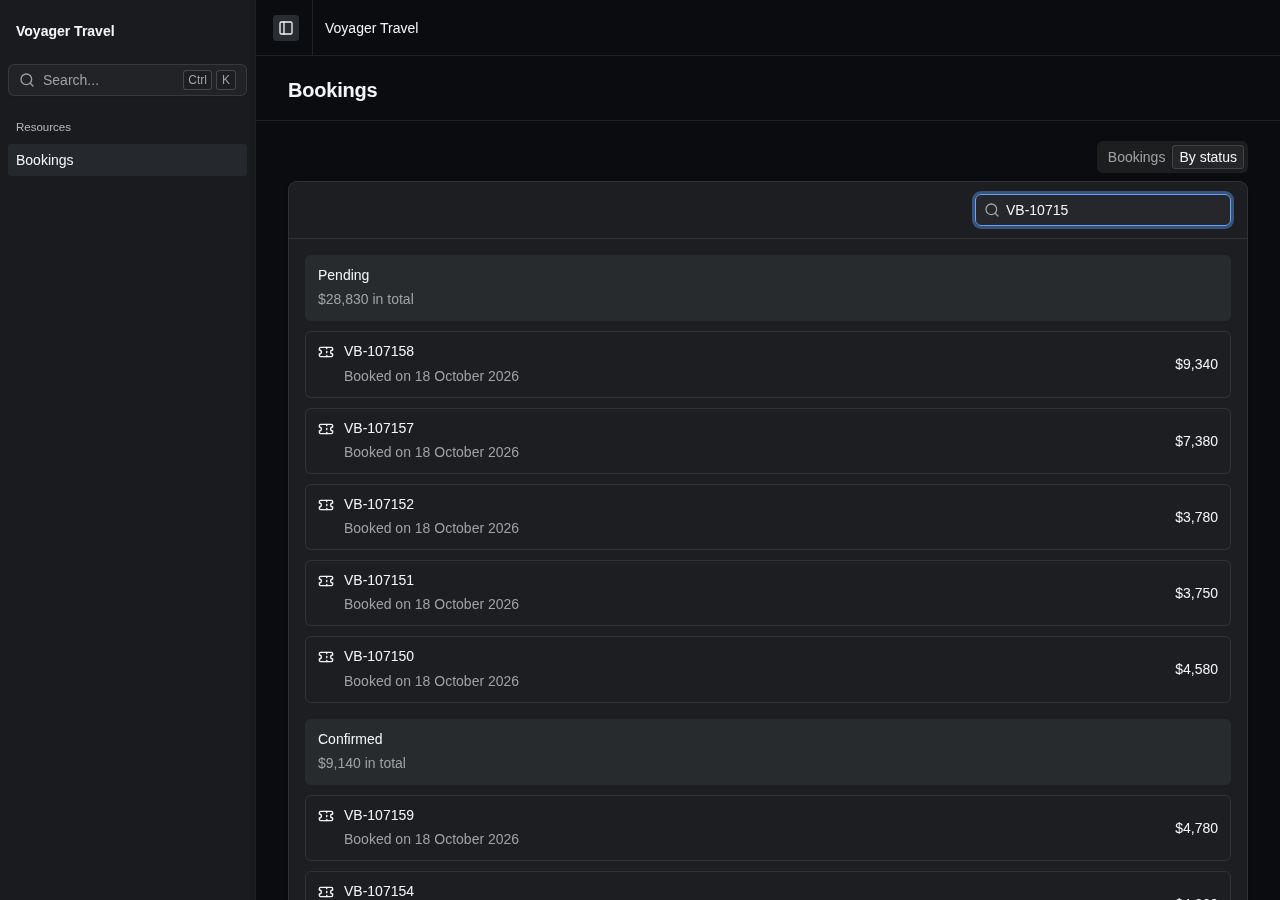 Voyager Travel
Search...
Ctrl K
Resources
Bookings
Voyager Travel
Bookings
Bookings By status
VB-10715
Pending
$28,830 in total
VB-107158
Booked on 18 October 2026
$9,340
VB-107157
Booked on 18 October 2026
$7,380
VB-107152
Booked on 18 October 2026
$3,780
VB-107151
Booked on 18 October 2026
$3,750
VB-107150
Booked on 18 October 2026
$4,580
Confirmed
$9,140 in total
VB-107159
Booked on 18 October 2026
$4,780
VB-107154